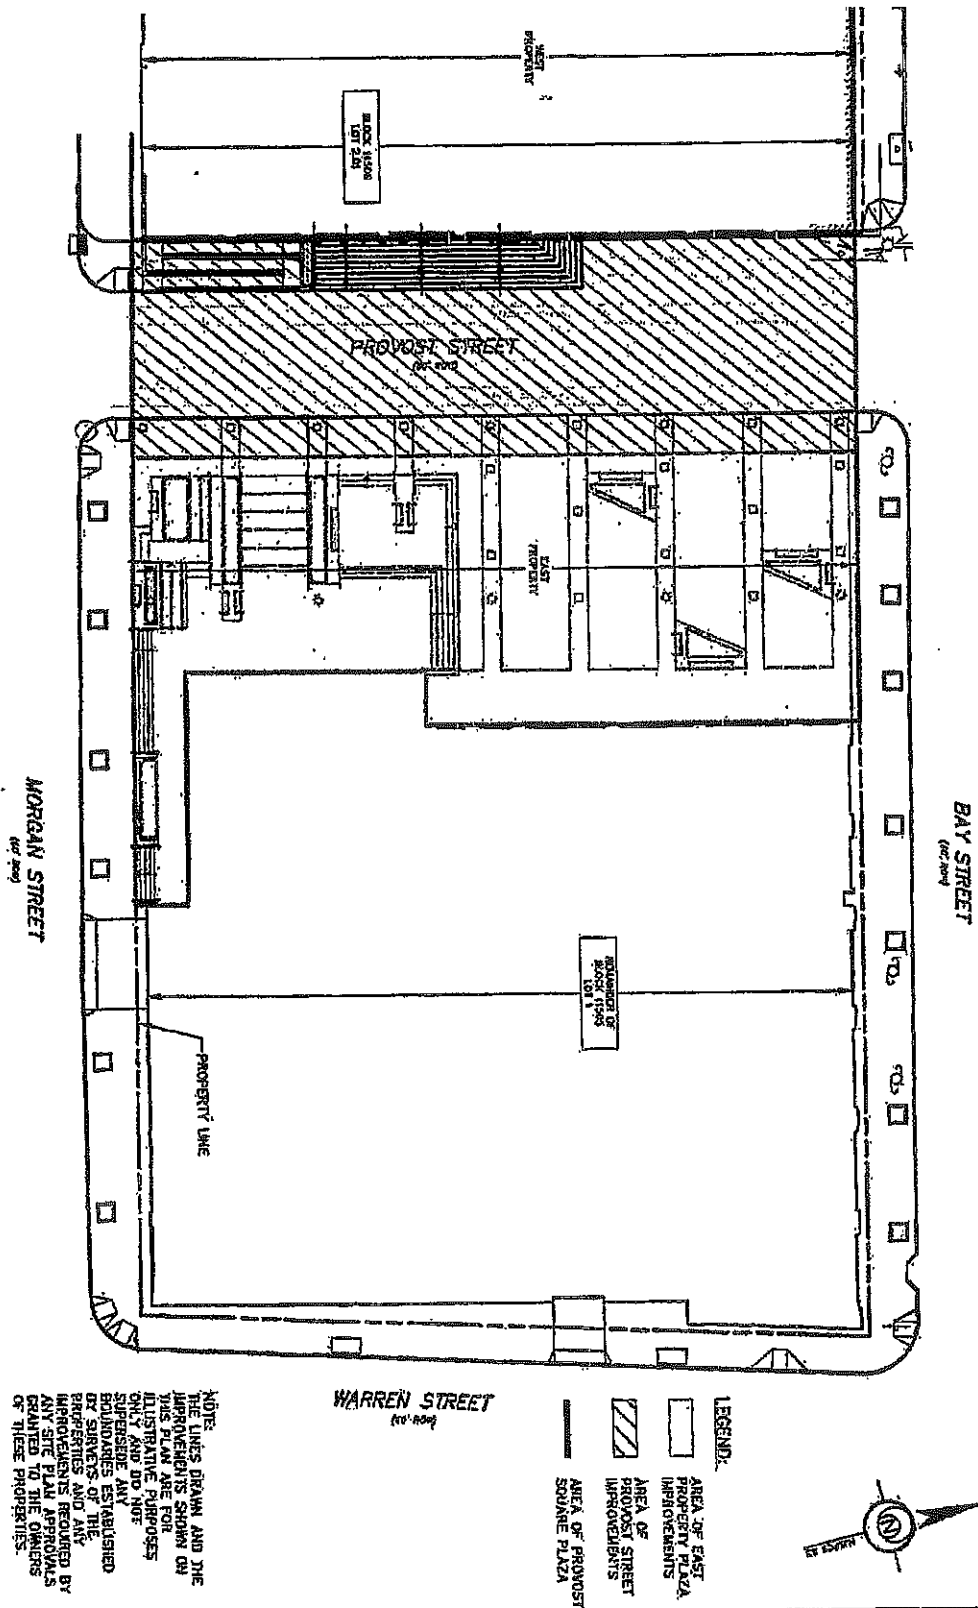 WEST
PROPERTY
BLOCK 11506
LOT 2.01
PROVOST STREET
EAST
PROPERTY
BAY STREET
MORGAN STREET
REMAINDER OF
BLOCK 11505
LOT 1
PROPERTY LINE
WARREN STREET
LEGEND:
AREA OF EAST
PROPERTY PLAZA
IMPROVEMENTS
AREA OF
PROVOST STREET
IMPROVEMENTS
AREA OF PROVOST
SQUARE PLAZA
NOTE:
THE LINES DRAWN AND THE
IMPROVEMENTS SHOWN ON
THIS PLAN ARE FOR
ILLUSTRATIVE PURPOSES
ONLY AND DO NOT
SUPERSEDE ANY
BOUNDARIES ESTABLISHED
BY SURVEYS OF THE
PROPERTIES AND ANY
IMPROVEMENTS REQUIRED BY
ANY SITE PLAN APPROVALS
GRANTED TO THE OWNERS
OF THESE PROPERTIES.